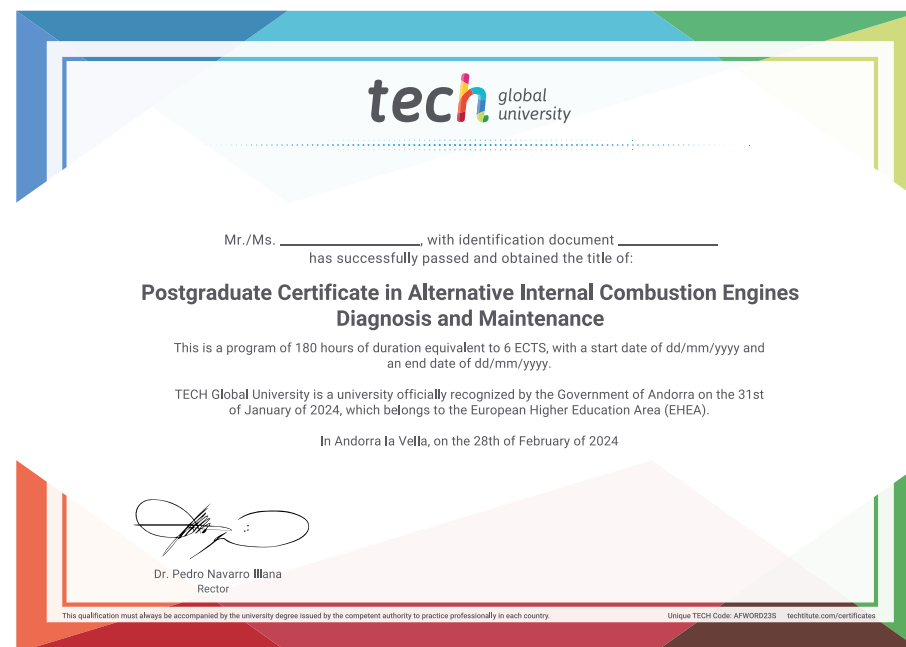 tech global
university
Mr./Ms. ____________, with identification document ____________
has successfully passed and obtained the title of:
Postgraduate Certificate in Alternative Internal Combustion Engines
Diagnosis and Maintenance
This is a program of 180 hours of duration equivalent to 6 ECTS, with a start date of dd/mm/yyyy and
an end date of dd/mm/yyyy.
TECH Global University is a university officially recognized by the Government of Andorra on the 31st
of January of 2024, which belongs to the European Higher Education Area (EHEA).
In Andorra la Vella, on the 28th of February of 2024
Dr. Pedro Navarro Illana
Rector
This qualification must always be accompanied by the university degree issued by the competent authority to practice professionally in each country.
Unique TECH Code: AFWORD23S techtitute.com/certificates